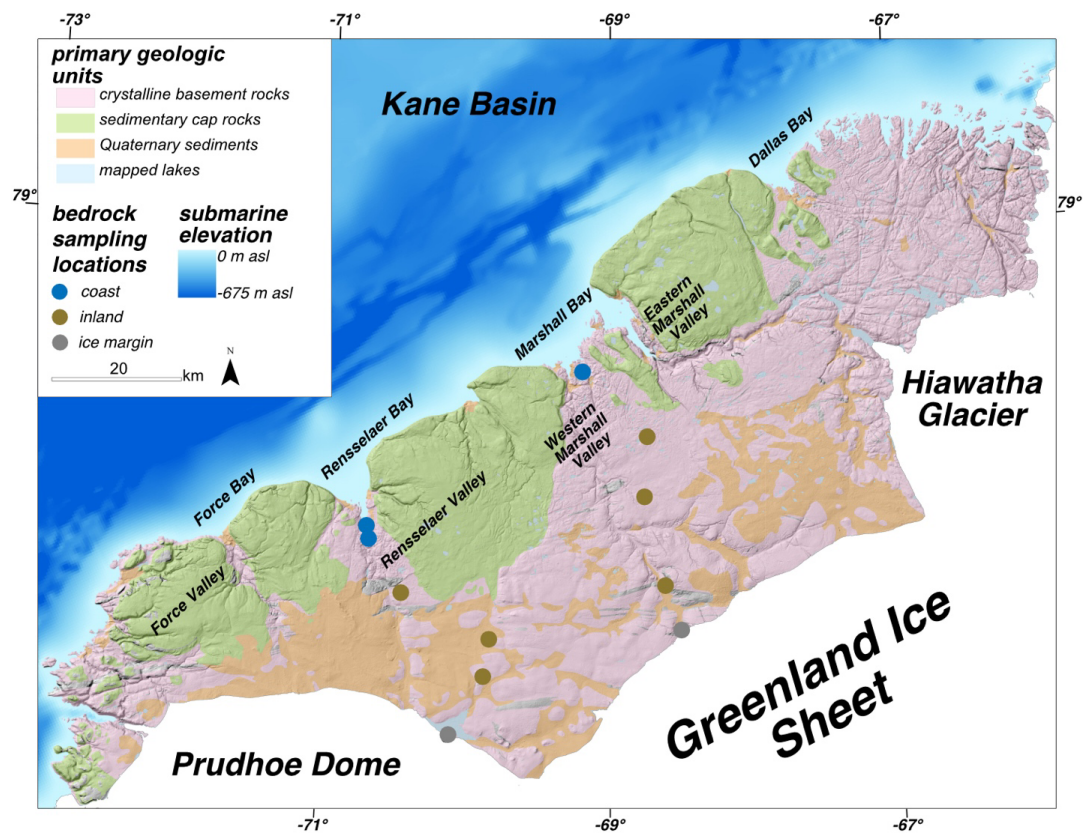 -73°
-71°
-69°
-67°
primary geologic
units
crystalline basement rocks
sedimentary cap rocks
Quaternary sediments
mapped lakes
bedrock
sampling
locations
coast
inland
ice margin
submarine
elevation
0 m asl
-675 m asl
20
km
N
79°
79°
Kane Basin
Dallas Bay
Marshall Bay
Eastern
Marshall
Valley
Hiawatha
Glacier
Western
Marshall
Valley
Rensselaer Bay
Rensselaer Valley
Force Bay
Force Valley
Greenland Ice
Sheet
Prudhoe Dome
-71°
-69°
-67°